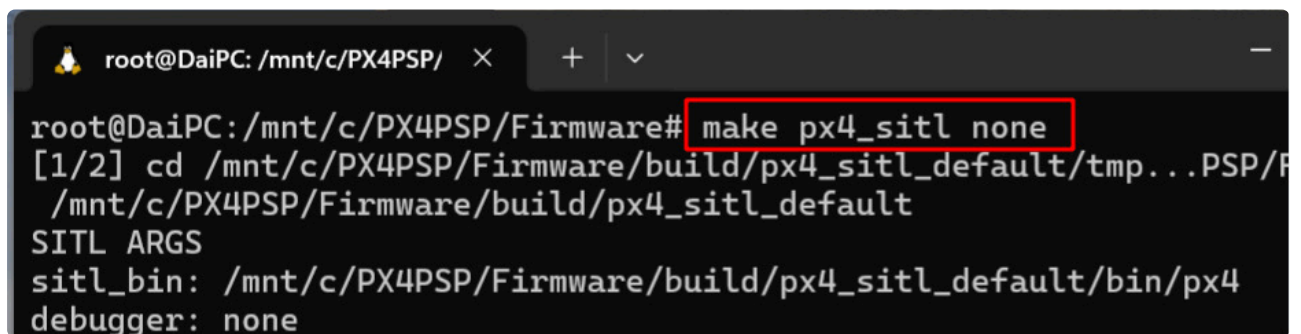 root@DaiPC: /mnt/c/PX4PSP/
root@DaiPC:/mnt/c/PX4PSP/Firmware# make px4_sitl none
[1/2] cd /mnt/c/PX4PSP/Firmware/build/px4_sitl_default/tmp...PSP/F
/mnt/c/PX4PSP/Firmware/build/px4_sitl_default
SITL ARGS
sitl_bin: /mnt/c/PX4PSP/Firmware/build/px4_sitl_default/bin/px4
debugger: none